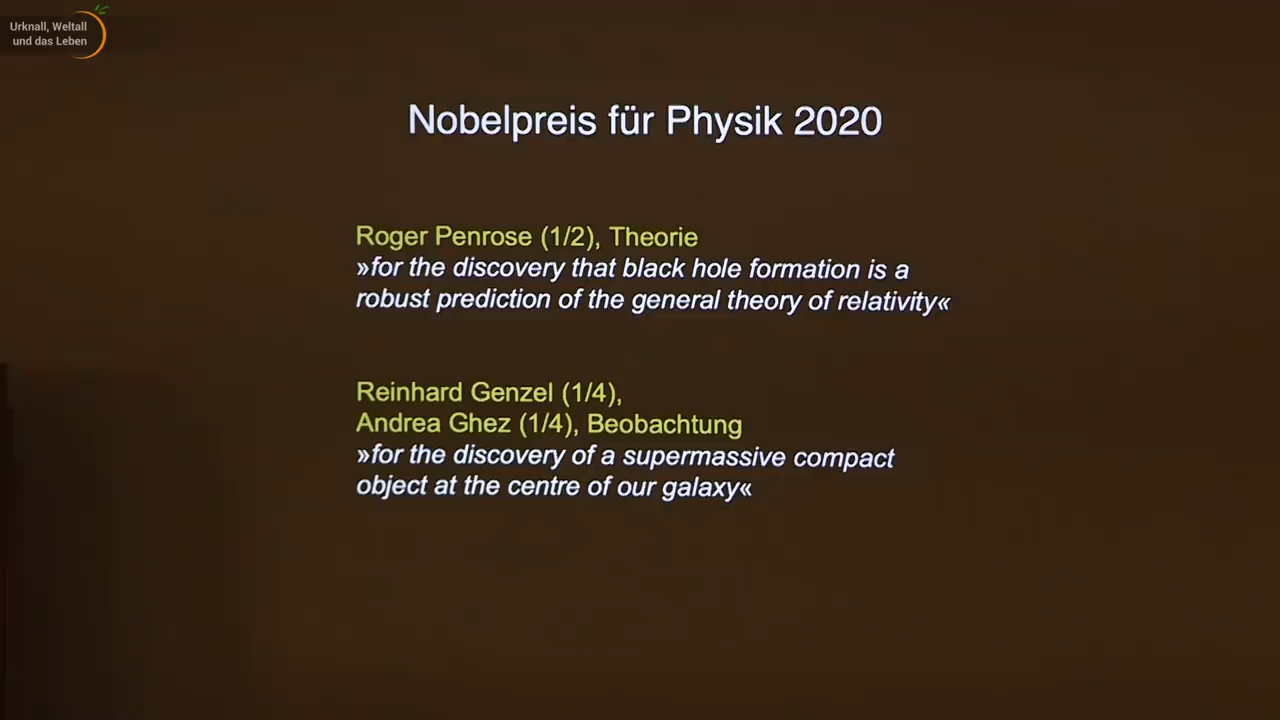 Urknall, Weltall
und das Leben
Nobelpreis für Physik 2020
Roger Penrose (1/2), Theorie
»for the discovery that black hole formation is a
robust prediction of the general theory of relativity«
Reinhard Genzel (1/4),
Andrea Ghez (1/4), Beobachtung
»for the discovery of a supermassive compact
object at the centre of our galaxy«